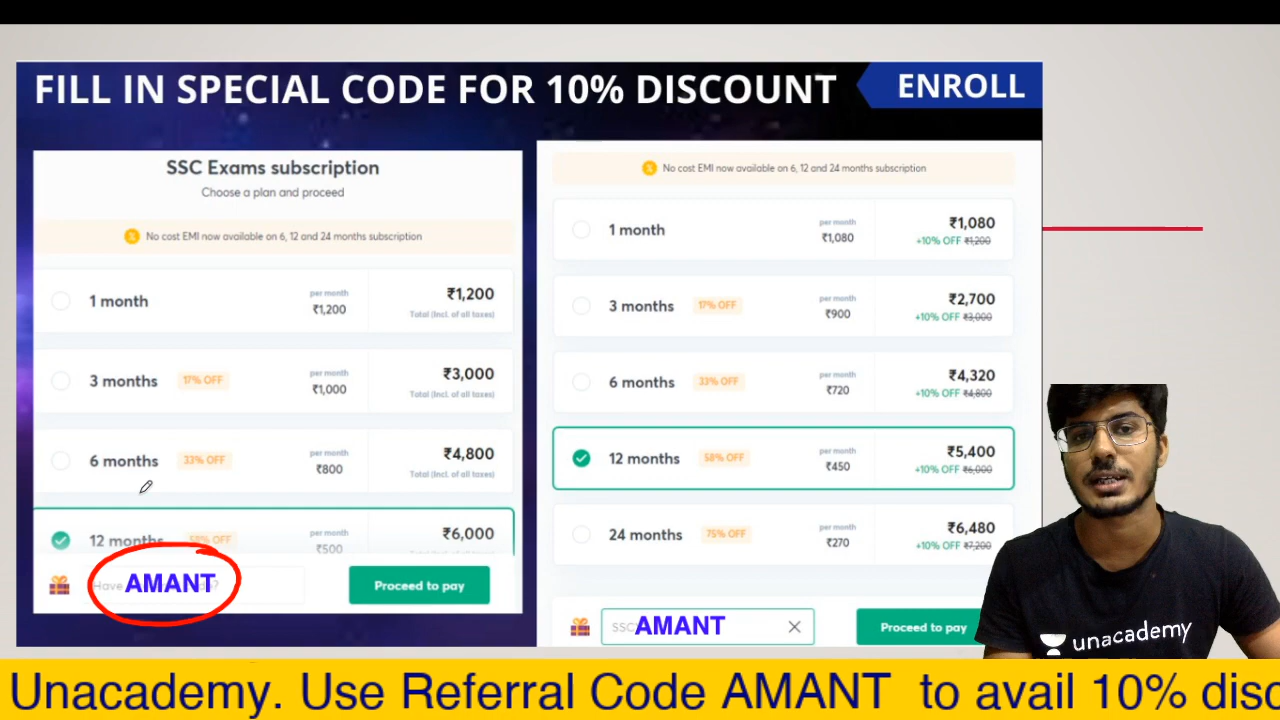 FILL IN SPECIAL CODE FOR 10% DISCOUNT
ENROLL
SSC Exams subscription
Choose a plan and proceed
No cost EMI now available on 6, 12 and 24 months subscription
1 month
per month
₹1,200
₹1,200
Total (Incl. of all taxes)
3 months
17% OFF
per month
₹1,000
₹3,000
Total (Incl. of all taxes)
6 months
33% OFF
per month
₹800
₹4,800
Total (Incl. of all taxes)
12 months
58% OFF
per month
₹500
₹6,000
Have
AMANT
Proceed to pay
No cost EMI now available on 6, 12 and 24 months subscription
1 month
per month
₹1,080
₹1,080
+10% OFF ₹1,200
3 months
17% OFF
per month
₹900
₹2,700
+10% OFF ₹3,000
6 months
33% OFF
per month
₹720
₹4,320
+10% OFF ₹4,800
12 months
58% OFF
per month
₹450
₹5,400
+10% OFF ₹6,000
24 months
75% OFF
per month
₹270
₹6,480
+10% OFF ₹7,200
SSC
AMANT
Proceed to pay
unacademy
Unacademy. Use Referral Code AMANT to avail 10% disc